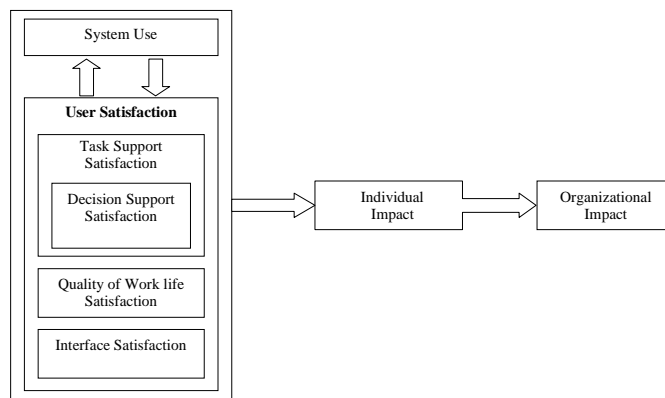 System Use
User Satisfaction
Task Support
Satisfaction
Decision Support
Satisfaction
Quality of Work life
Satisfaction
Interface Satisfaction
Individual
Impact
Organizational
Impact